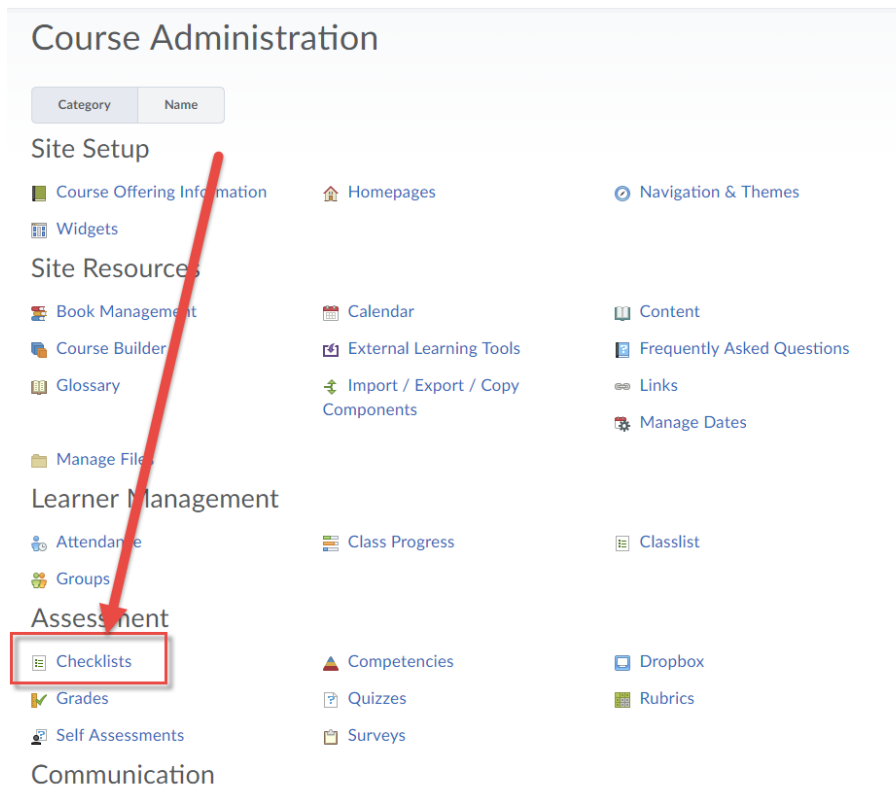 Course Administration
Category Name
Site Setup
Course Offering Information Homepages Navigation & Themes
Widgets
Site Resources
Book Management Calendar Content
Course Builder External Learning Tools Frequently Asked Questions
Glossary Import / Export / Copy Links
Components
Manage Dates
Manage Files
Learner Management
Attendance Class Progress Classlist
Groups
Assessment
Checklists Competencies Dropbox
Grades Quizzes Rubrics
Self Assessments Surveys
Communication